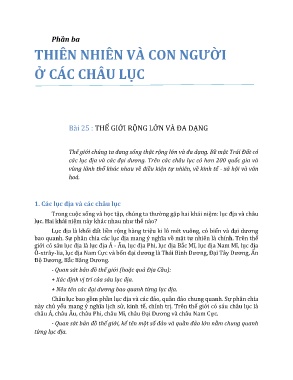 Phần ba
THIÊN NHIÊN VÀ CON NGƯỜI
Ở CÁC CHÂU LỤC
Bài 25 : THẾ GIỚI RỘNG LỚN VÀ ĐA DẠNG
Thế giới chúng ta đang sống thật rộng lớn và đa dạng. Bề mặt Trái Đất có
các lục địa và các đại dương. Trên các châu lục có hơn 200 quốc gia và
vùng lãnh thổ khác nhau về điều kiện tự nhiên, về kinh tế - xã hội và văn
hoá.
1. Các lục địa và các châu lục
Trong cuộc sống và học tập, chúng ta thường gặp hai khái niệm: lục địa và châu
lục. Hai khái niệm này khác nhau như thế nào?
Lục địa là khối đất liền rộng hàng triệu ki lô mét vuông, có biển và đại dương
bao quanh. Sự phân chia các lục địa mang ý nghĩa về mặt tự nhiên là chính. Trên thế
giới có sáu lục địa là lục địa Á - Âu, lục địa Phi, lục địa Bắc Mĩ, lục địa Nam Mĩ, lục địa
Ô-xtrây-lia, lục địa Nam Cực và bốn đại dương là Thái Bình Dương, Đại Tây Dương, Ấn
Độ Dương, Bắc Băng Dương.
- Quan sát bản đồ thế giới (hoặc quả Địa Cầu):
+ Xác định vị trí của sáu lục địa.
+ Nêu tên các đại dương bao quanh từng lục địa.
Châu lục bao gồm phần lục địa và các đảo, quần đảo chung quanh. Sự phân chia
này chủ yếu mang ý nghĩa lịch sử, kinh tế, chính trị. Trên thế giới có sáu châu lục là
châu Á, châu Âu, châu Phi, châu Mĩ, châu Đại Dương và châu Nam Cực.
- Quan sát bản đồ thế giới, kể tên một số đảo và quần đảo lớn nằm chung quanh
từng lục địa.